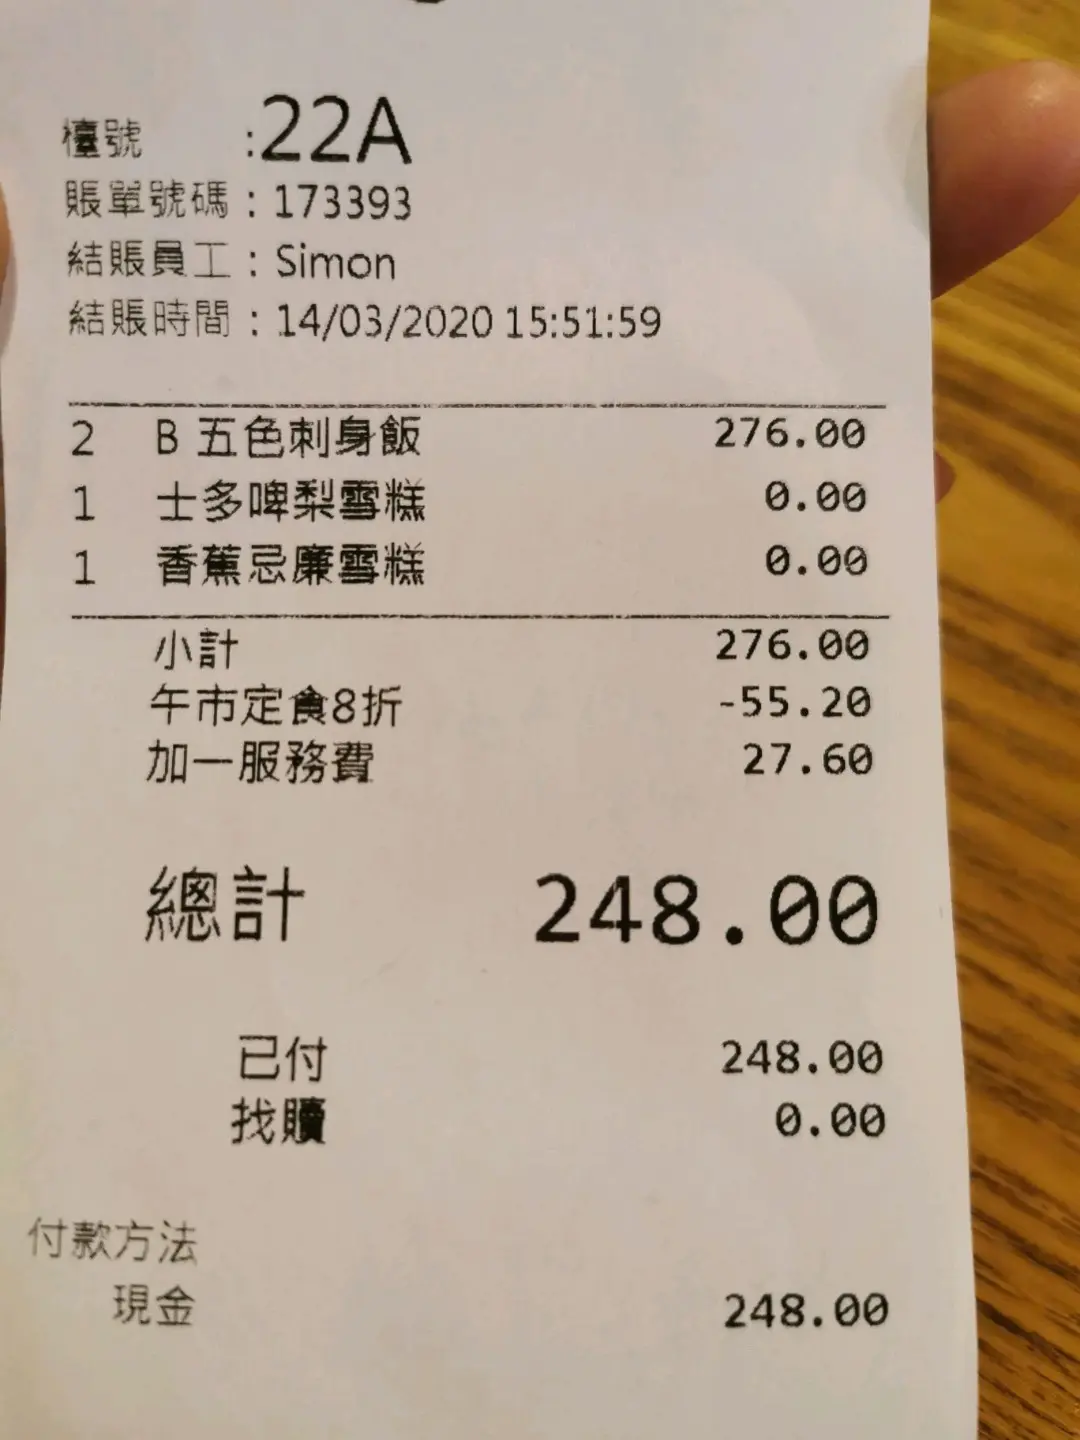 檯號 :22A
賬單號碼 : 173393
結賬員工 : Simon
結賬時間 : 14/03/2020 15:51:59
2 B 五色刺身飯 276.00
1 士多啤梨雪糕 0.00
1 香蕉忌廉雪糕 0.00
小計 276.00
午市定食8折 -55.20
加一服務費 27.60
總計 248.00
已付 248.00
找贖 0.00
付款方法
現金 248.00